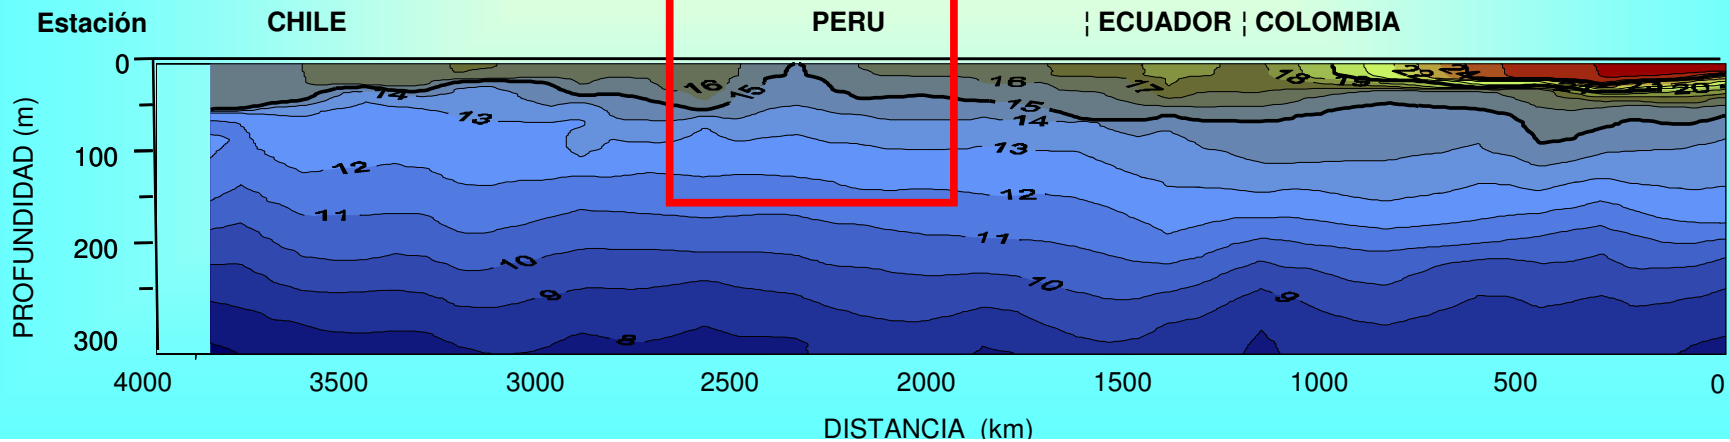 Estación CHILE PERU ¦ ECUADOR ¦ COLOMBIA
PROFUNDIDAD (m)
0
100
200
300
16 15 16 17 18 19 20
14 15
13 14
13
12 12
11 11
10 10
9 9
8
4000 3500 3000 2500 2000 1500 1000 500 0
DISTANCIA (km)